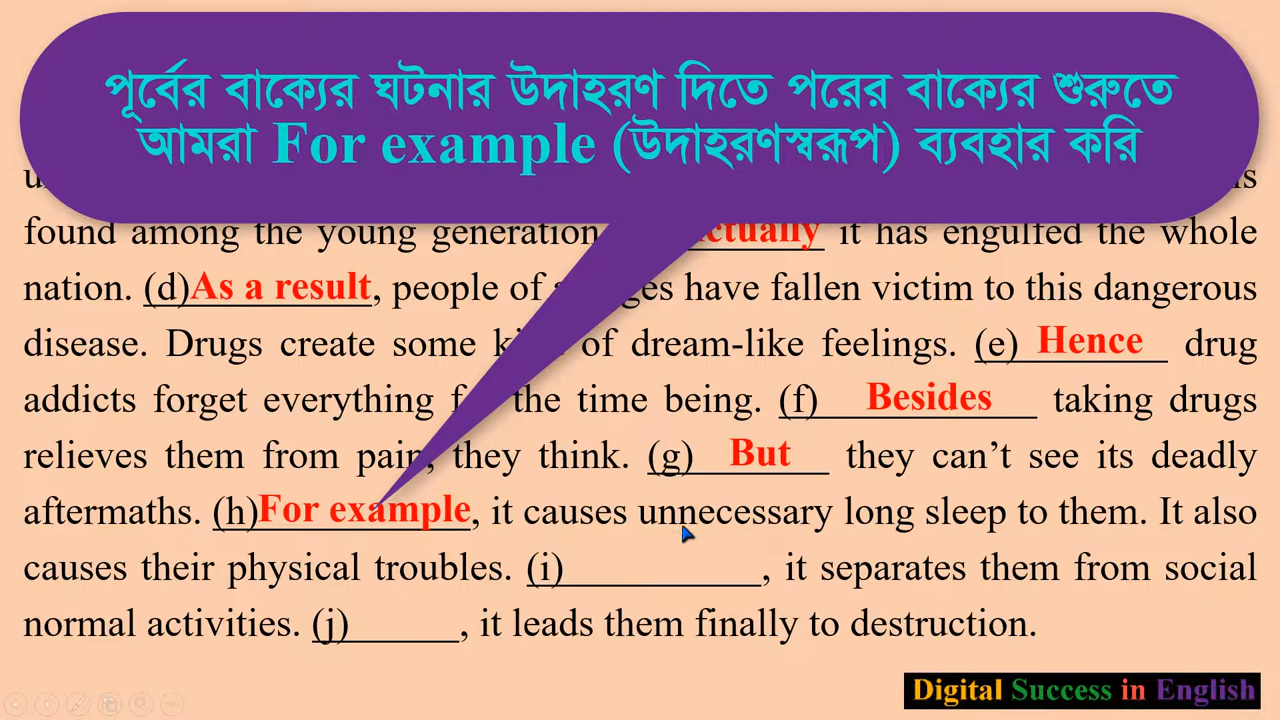 পূর্বের বাক্যের ঘটনার উদাহরণ দিতে পরের বাক্যের শুরুতে
আমরা For example (উদাহরণস্বরূপ) ব্যবহার করি
found among the young generation it has engulfed the whole
nation. (d)As a result, people of have fallen victim to this dangerous
disease. Drugs create some of dream-like feelings. (e) Hence drug
addicts forget everything the time being. (f) Besides taking drugs
relieves them from pain, they think. (g) But they can’t see its deadly
aftermaths. (h)For example, it causes unnecessary long sleep to them. It also
causes their physical troubles. (i)__________, it separates them from social
normal activities. (j)______, it leads them finally to destruction.
Digital Success in English